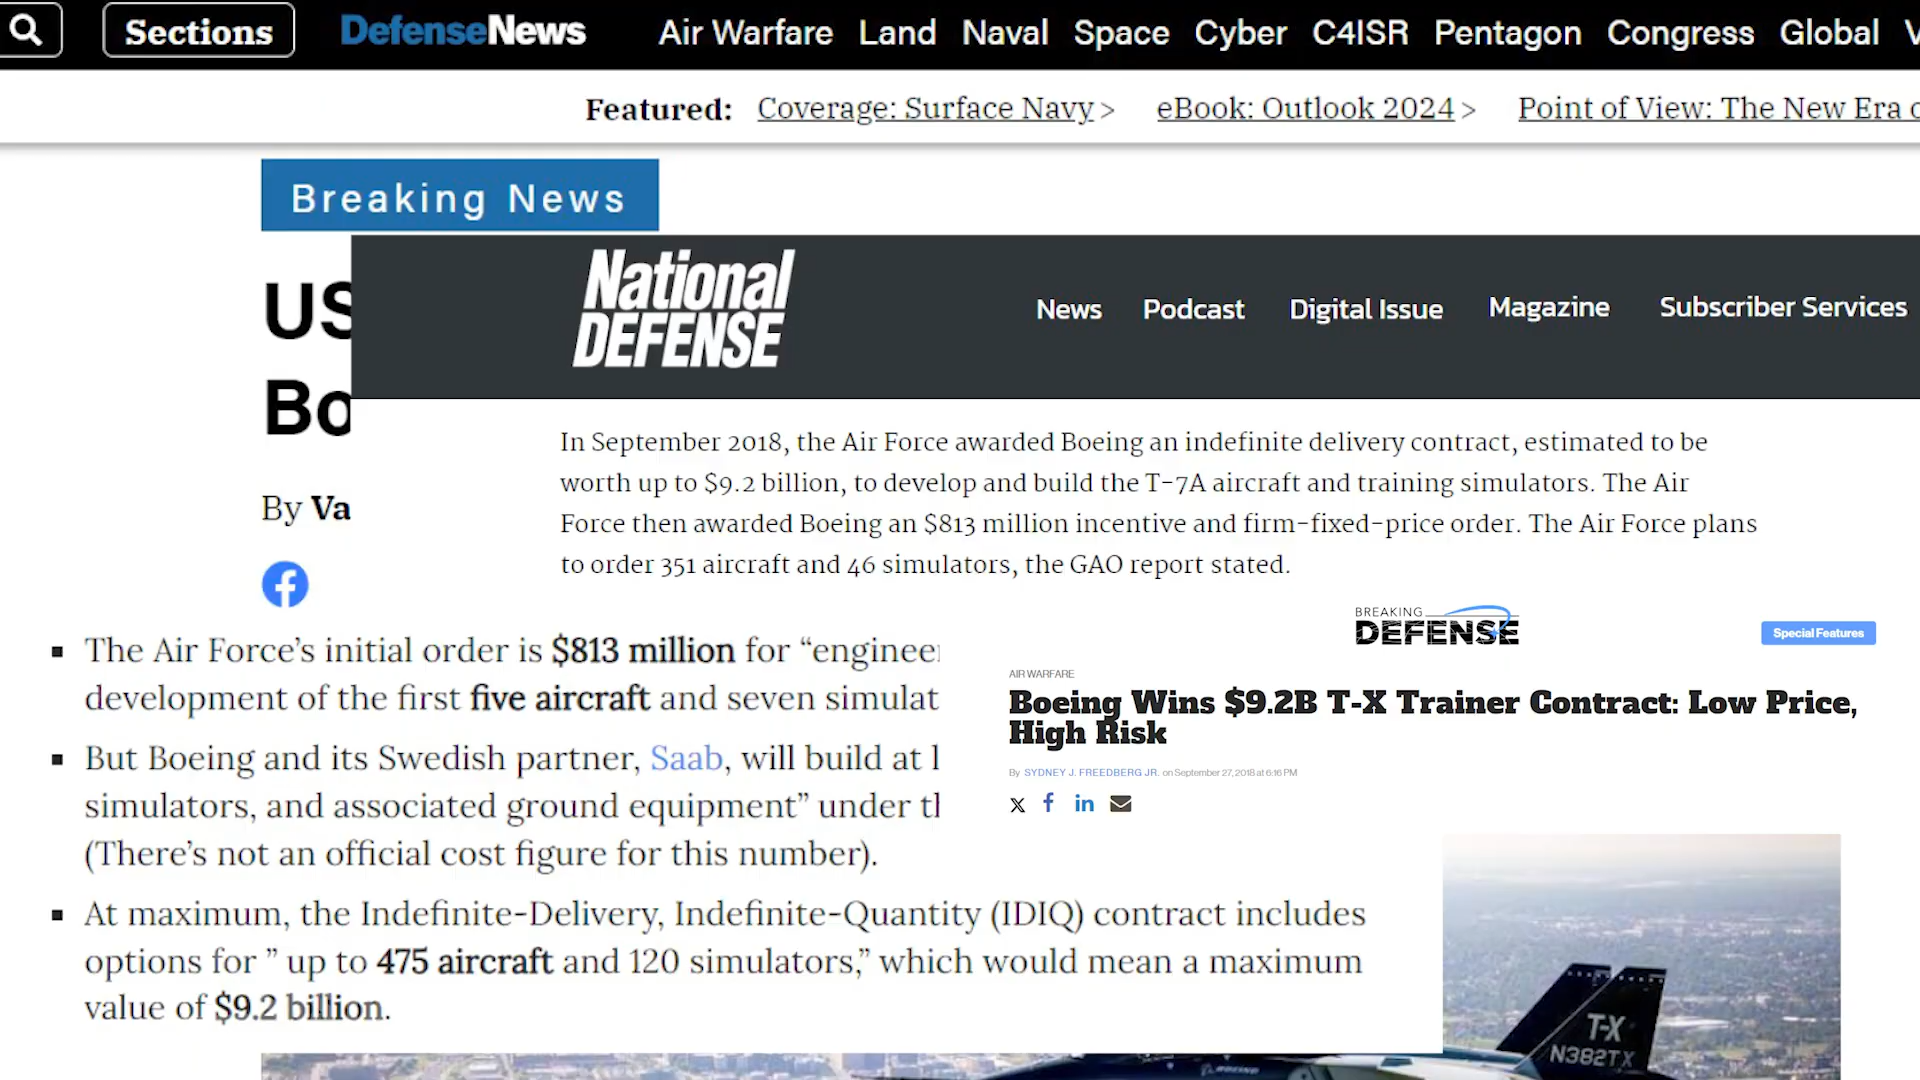 Sections
DefenseNews
Air Warfare Land Naval Space Cyber C4ISR Pentagon Congress Global
Featured: Coverage: Surface Navy > eBook: Outlook 2024 > Point of View: The New Era
Breaking News
US
Bo
By Va
National
DEFENSE
News Podcast Digital Issue Magazine Subscriber Services
In September 2018, the Air Force awarded Boeing an indefinite delivery contract, estimated to be
worth up to $9.2 billion, to develop and build the T-7A aircraft and training simulators. The Air
Force then awarded Boeing an $813 million incentive and firm-fixed-price order. The Air Force plans
to order 351 aircraft and 46 simulators, the GAO report stated.
▪ The Air Force’s initial order is $813 million for “engineer
development of the first five aircraft and seven simulat
▪ But Boeing and its Swedish partner, Saab, will build at l
simulators, and associated ground equipment” under th
(There’s not an official cost figure for this number).
▪ At maximum, the Indefinite-Delivery, Indefinite-Quantity (IDIQ) contract includes
options for ” up to 475 aircraft and 120 simulators,” which would mean a maximum
value of $9.2 billion.
BREAKING
DEFENSE
Special Features
AIR WARFARE
Boeing Wins $9.2B T-X Trainer Contract: Low Price,
High Risk
By SYDNEY J. FREEDBERG JR. on September 27, 2018 at 6:16 PM
T-X
N382TX
BOEING